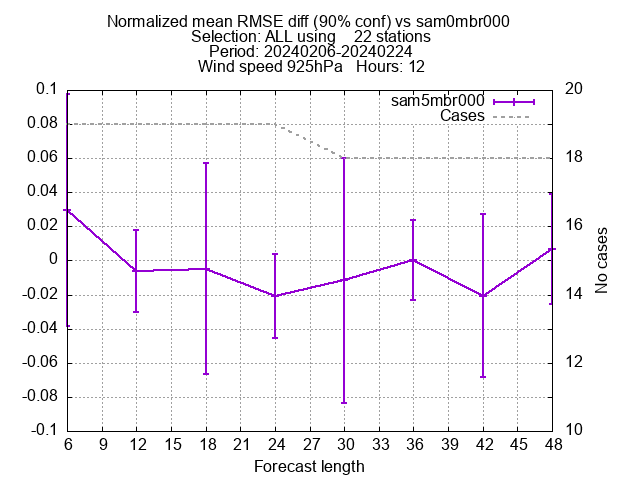 Normalized mean RMSE diff (90% conf) vs sam0mbr000
Selection: ALL using    22 stations
Period: 20240206-20240224
Wind speed 925hPa   Hours: 12
sam5mbr000
Cases
0.1
0.08
0.06
0.04
0.02
0
-0.02
-0.04
-0.06
-0.08
-0.1
20
18
16
14
12
10
No cases
6 9 12 15 18 21 24 27 30 33 36 39 42 45 48
Forecast length